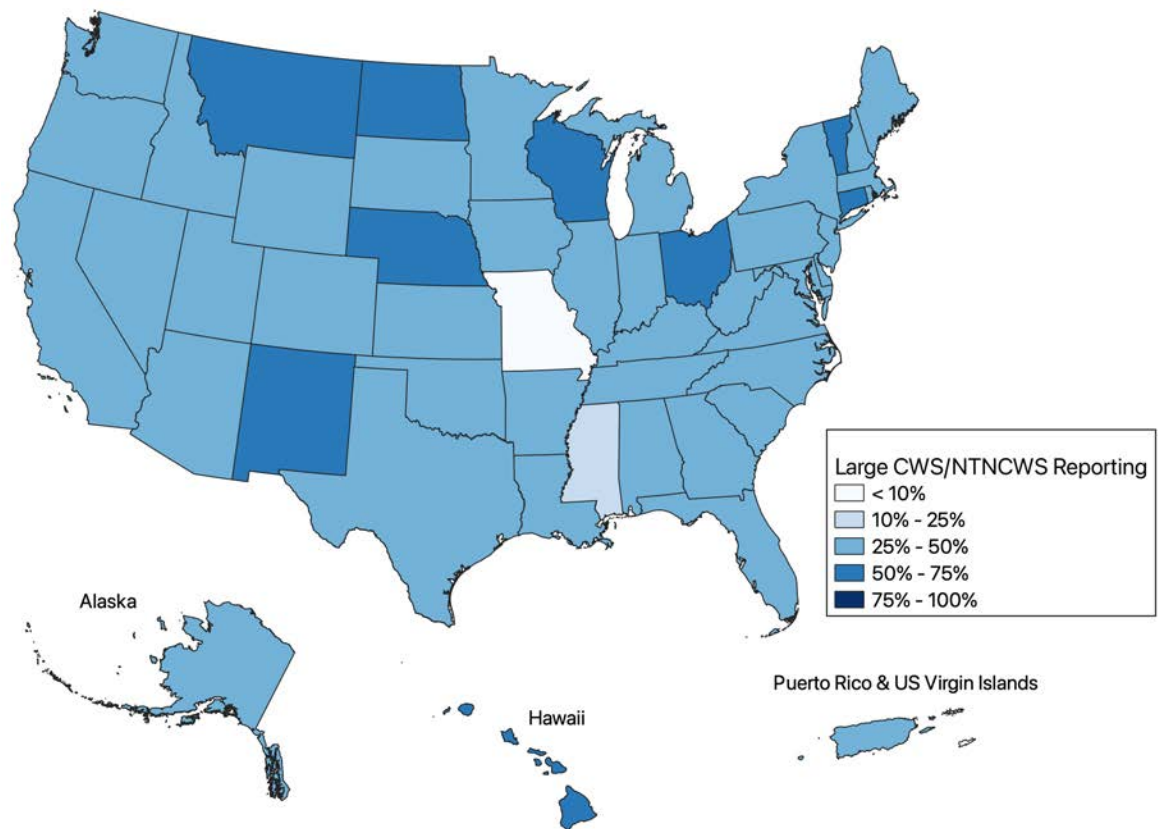 Large CWS/NTNCWS Reporting
< 10%
10% - 25%
25% - 50%
50% - 75%
75% - 100%
Alaska
Hawaii
Puerto Rico & US Virgin Islands